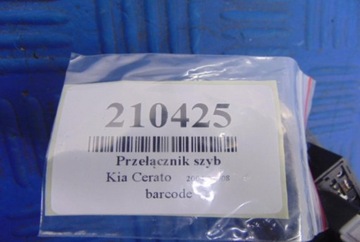 210425
Przełącznik szyb
Kia Cerato
barcode